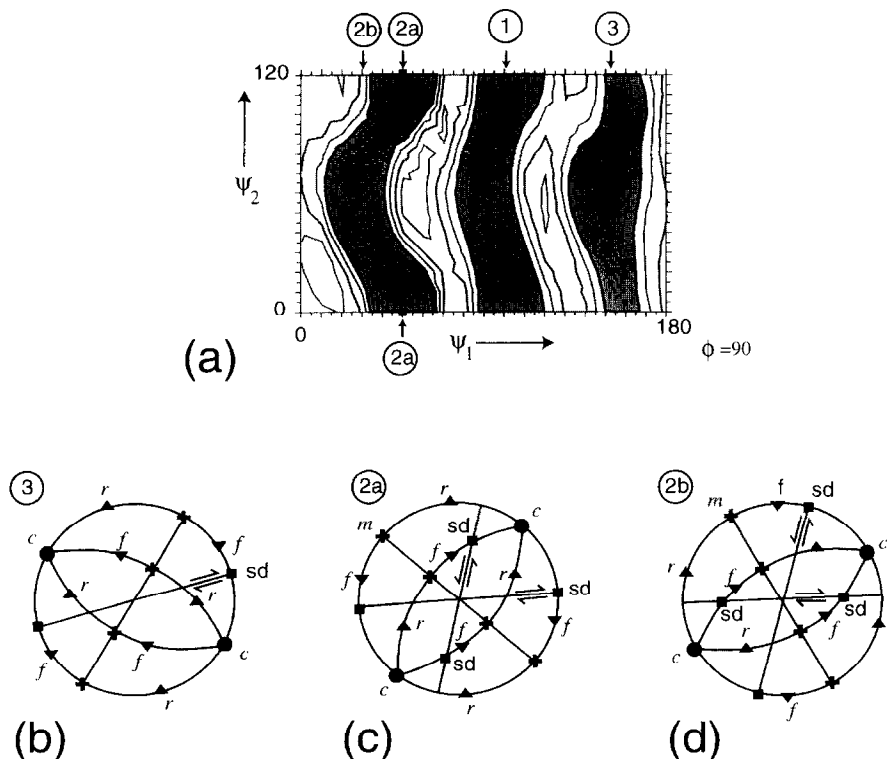 2b 2a 1 3
120
ψ2
0
0 ψ1 180
2a
(a) ϕ =90
3 2a 2b
r r f sd
m sd c m
c f f c
f sd f r sd r f sd sd
r r
f f c f c r
c sd
r r f
(b) (c) (d)